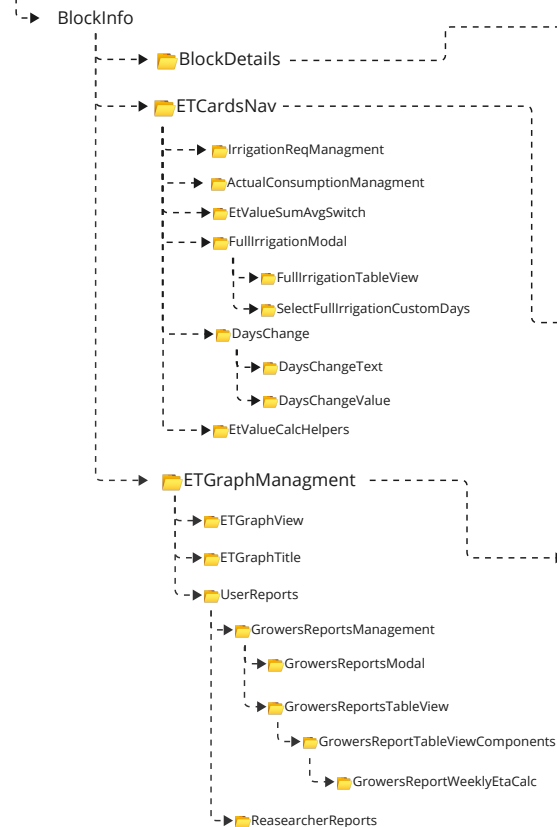 BlockInfo
BlockDetails
ETCardsNav
IrrigationReqManagment
ActualConsumptionManagment
EtValueSumAvgSwitch
FullIrrigationModal
FullIrrigationTableView
SelectFullIrrigationCustomDays
DaysChange
DaysChangeText
DaysChangeValue
EtValueCalcHelpers
ETGraphManagment
ETGraphView
ETGraphTitle
UserReports
GrowersReportsManagement
GrowersReportsModal
GrowersReportsTableView
GrowersReportTableViewComponents
GrowersReportWeeklyEtaCalc
ReasearcherReports